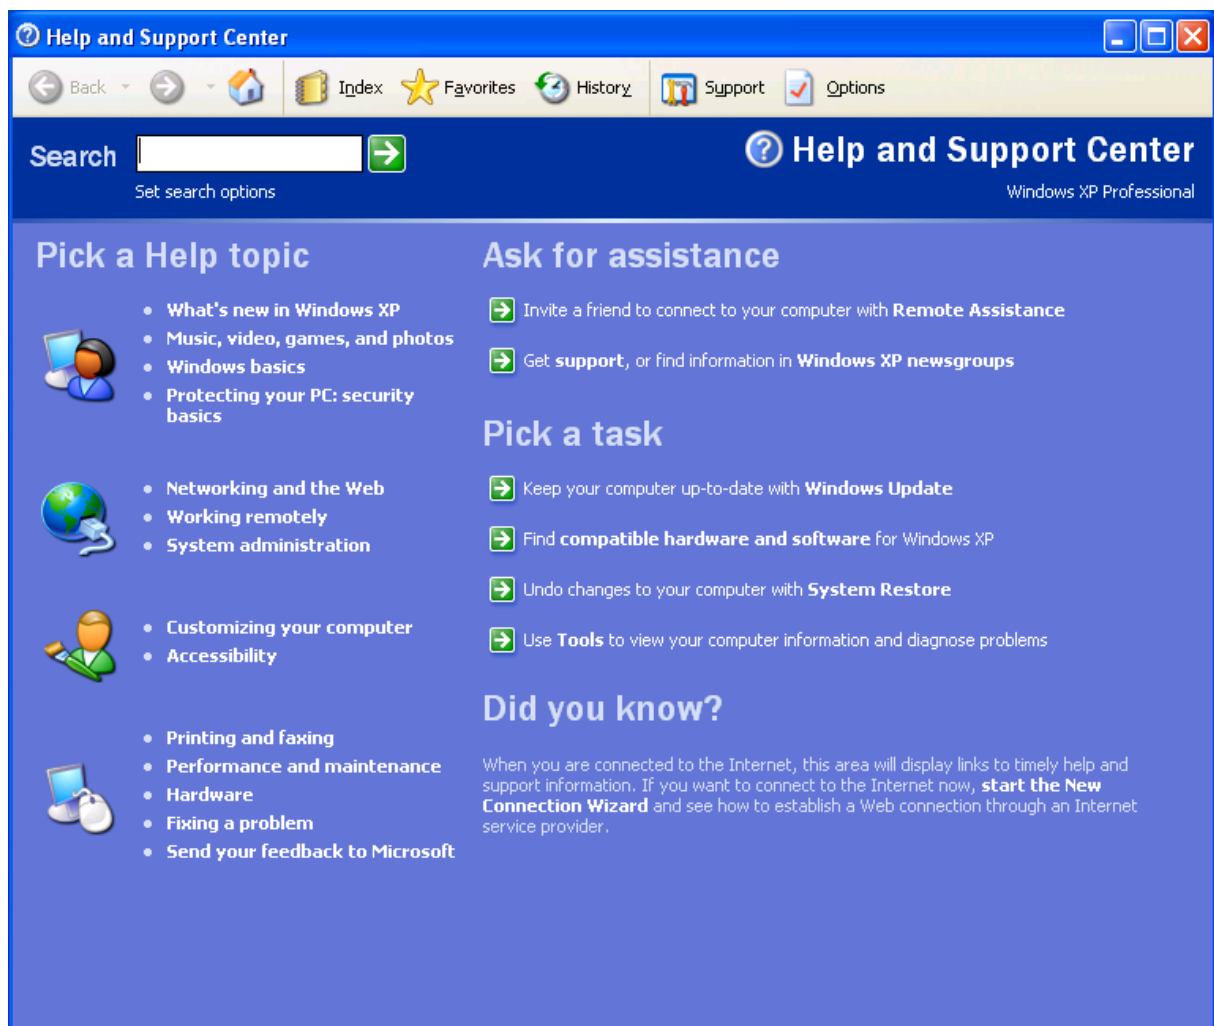 Help and Support Center
Back
Index
Favorites
History
Support
Options
Search
Set search options
Help and Support Center
Windows XP Professional
Pick a Help topic
What's new in Windows XP
Music, video, games, and photos
Windows basics
Protecting your PC: security
basics
Networking and the Web
Working remotely
System administration
Customizing your computer
Accessibility
Printing and faxing
Performance and maintenance
Hardware
Fixing a problem
Send your feedback to Microsoft
Ask for assistance
Invite a friend to connect to your computer with Remote Assistance
Get support, or find information in Windows XP newsgroups
Pick a task
Keep your computer up-to-date with Windows Update
Find compatible hardware and software for Windows XP
Undo changes to your computer with System Restore
Use Tools to view your computer information and diagnose problems
Did you know?
When you are connected to the Internet, this area will display links to timely help and
support information. If you want to connect to the Internet now, start the New
Connection Wizard and see how to establish a Web connection through an Internet
service provider.